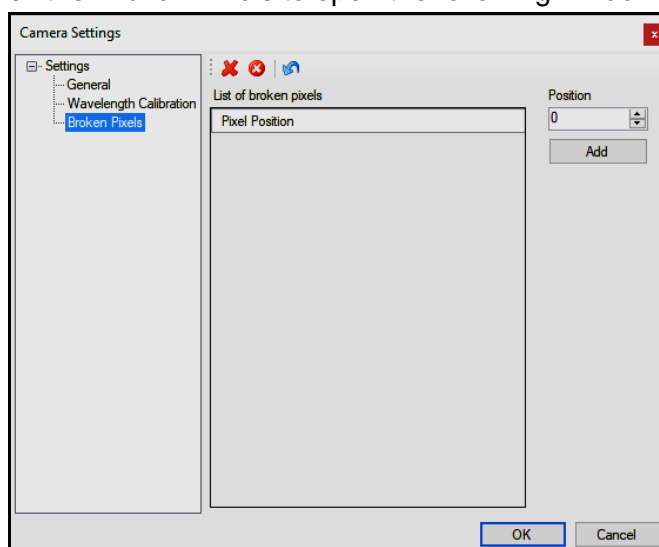 Camera Settings
Settings
General
Wavelength Calibration
Broken Pixels
List of broken pixels
Pixel Position
Position
0
Add
OK
Cancel